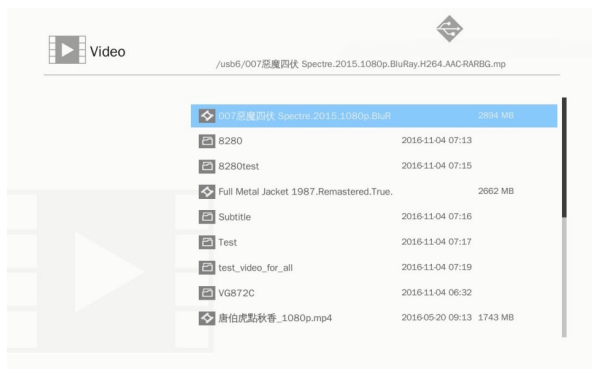 Video
/usb6/007惡魔四伏 Spectre.2015.1080p.BluRay.H264.AAC-RARBG.mp
007惡魔四伏 Spectre.2015.1080p.BluR 2894 MB
8280 2016-11-04 07:13
8280test 2016-11-04 07:15
Full Metal Jacket 1987.Remastered.True. 2662 MB
Subtitle 2016-11-04 07:16
Test 2016-11-04 07:17
test_video_for_all 2016-11-04 07:19
VG872C 2016-11-04 06:32
唐伯虎點秋香_1080p.mp4 2016-05-20 09:13 1743 MB